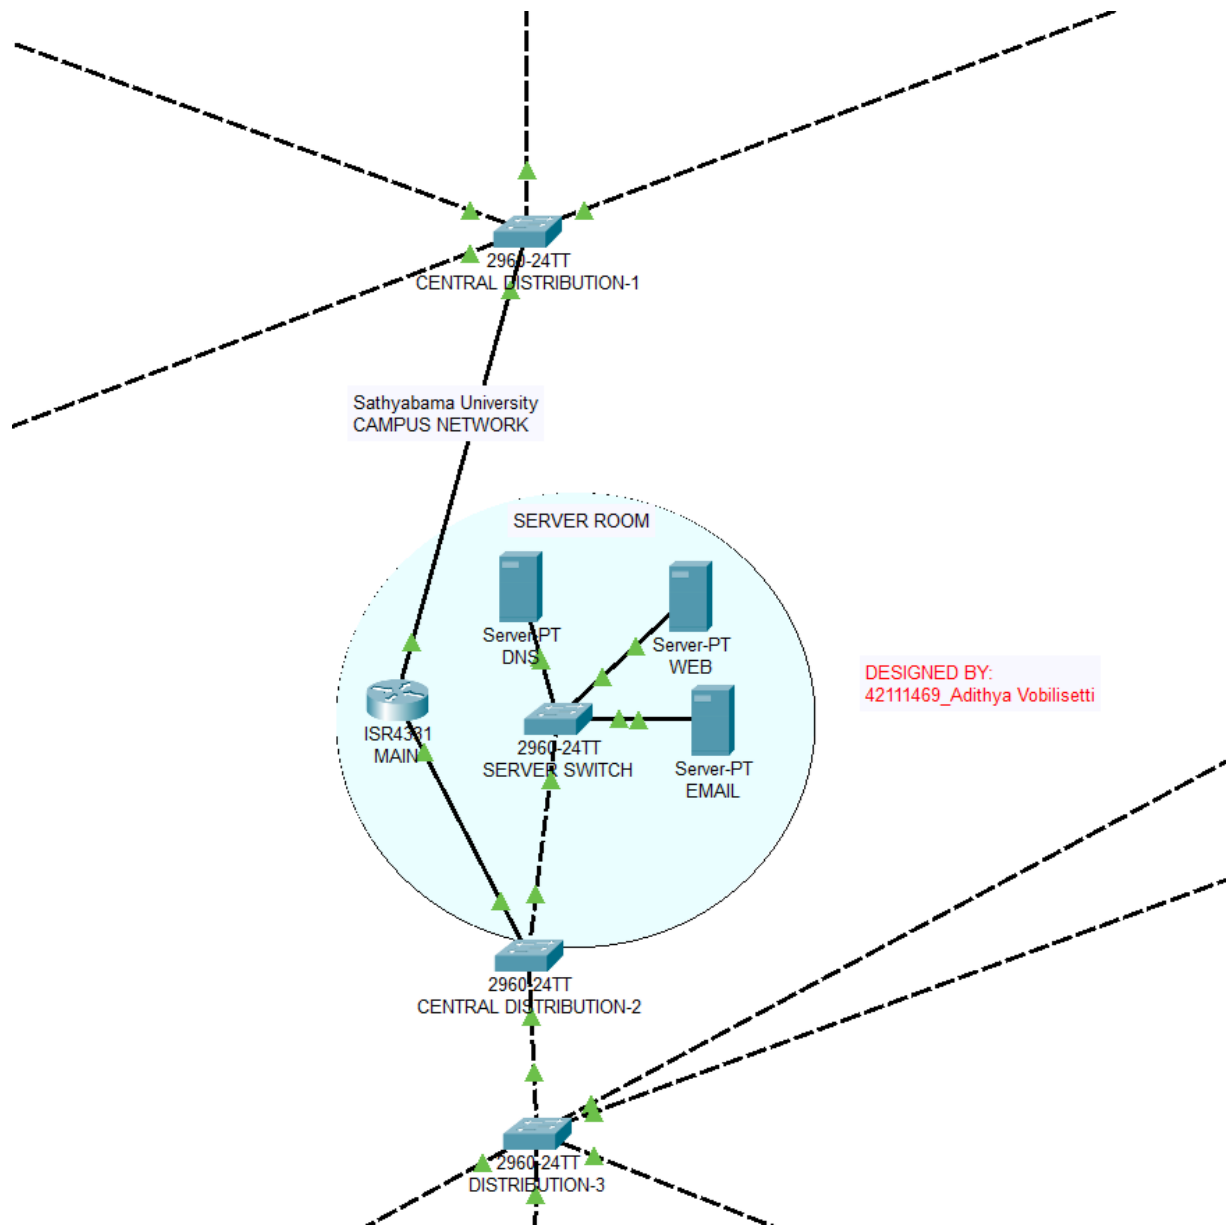 2960-24TT
CENTRAL DISTRIBUTION-1
Sathyabama University
CAMPUS NETWORK
SERVER ROOM
Server-PT
DNS
Server-PT
WEB
DESIGNED BY:
42111469_Adithya Vobilisetti
ISR4331
MAIN
2960-24TT
SERVER SWITCH
Server-PT
EMAIL
2960-24TT
CENTRAL DISTRIBUTION-2
2960-24TT
DISTRIBUTION-3